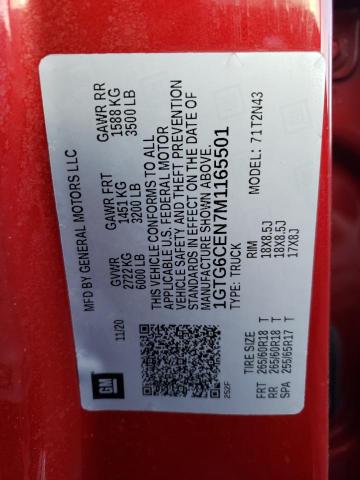 MFD BY GENERAL MOTORS LLC
11/20
GVWR
2722KG
6000 LB
GAWR FRT
1451 KG
3200 LB
GAWR RR
1588 KG
3500 LB
THIS VEHICLE CONFORMS TO ALL
APPLICABLE U.S. FEDERAL MOTOR
VEHICLE SAFETY AND THEFT PREVENTION
STANDARDS IN EFFECT ON THE DATE OF
MANUFACTURE SHOWN ABOVE.
1GTG6CEN7M1165501
TYPE: TRUCK
71T2N43
GM
252F
TIRE SIZE RIM
FRT 265/60R18 T 18X8.5J
RR 265/60R18 T 18X8.5J
SPA 255/65R17 T 17X8J